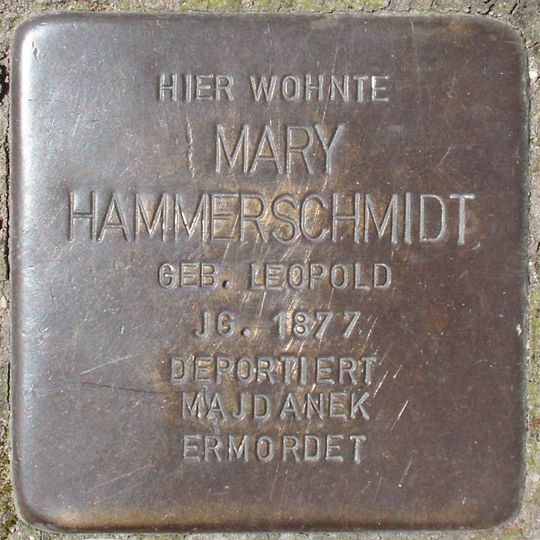 HIER WOHNTE
MARY
HAMMERSCHMIDT
GEB. LEOPOLD
JG. 1877
DEPORTIERT
MAJDANEK
ERMORDET